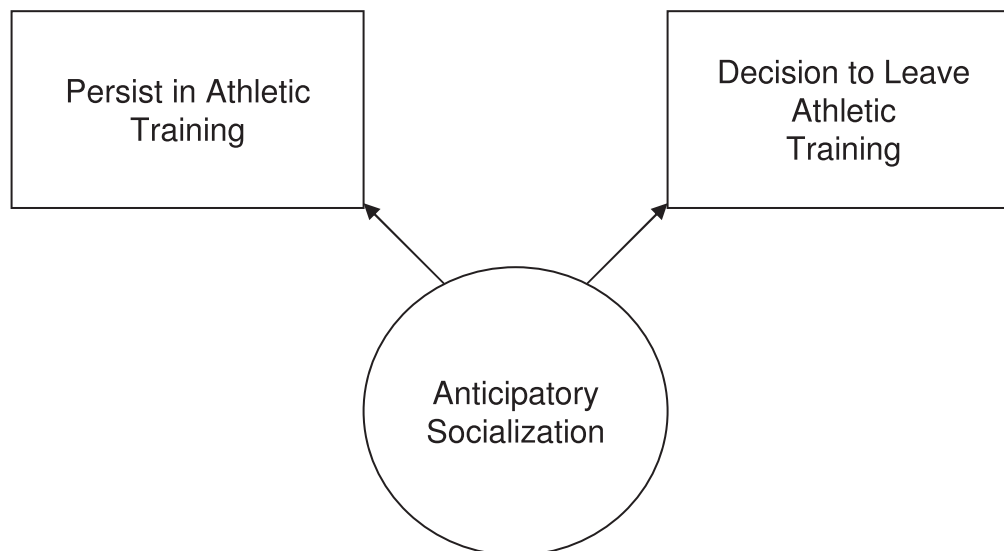 Persist in Athletic
Training
Decision to Leave
Athletic
Training
Anticipatory
Socialization